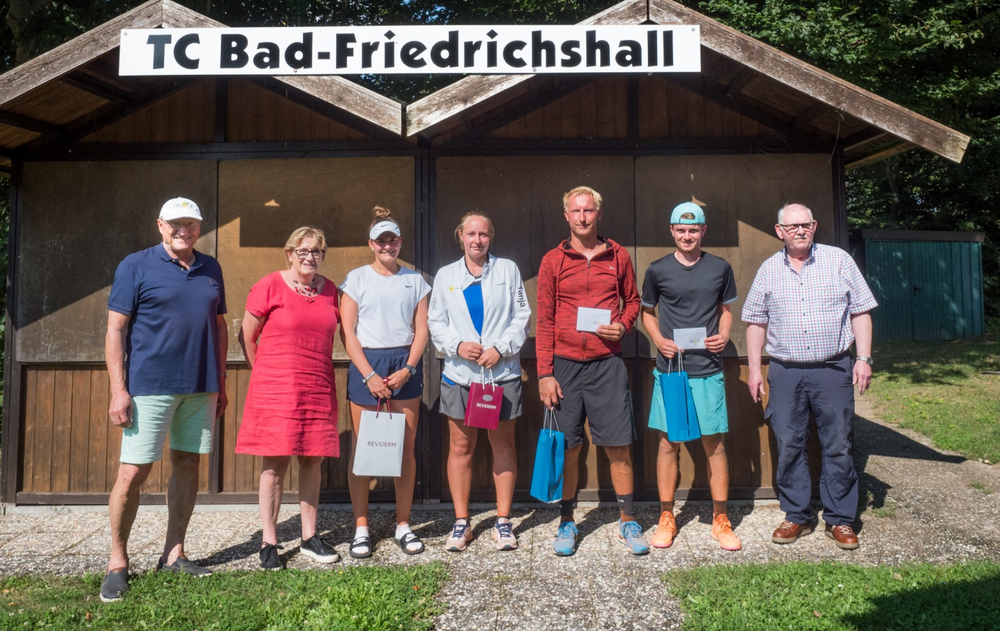 TC Bad-Friedrichshall
Tanja
REVIDERM
REVIDERM